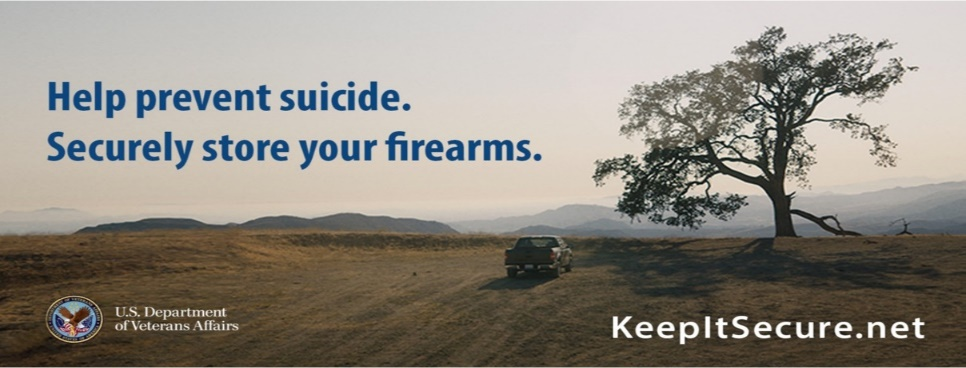 Help prevent suicide.
Securely store your firearms.
U.S. Department
of Veterans Affairs
KeepItSecure.net